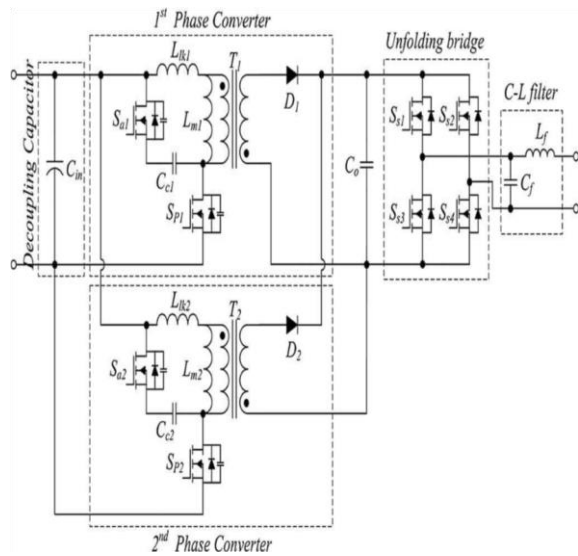 1st Phase Converter
Llk1
T1
D1
Sa1
Lm1
Cc1
SP1
Decoupling Capacitor
Cin
Co
Unfolding bridge
Ss1
Ss2
Ss3
Ss4
C-L filter
Lf
Cf
Llk2
T2
D2
Sa2
Lm2
Cc2
SP2
2nd Phase Converter